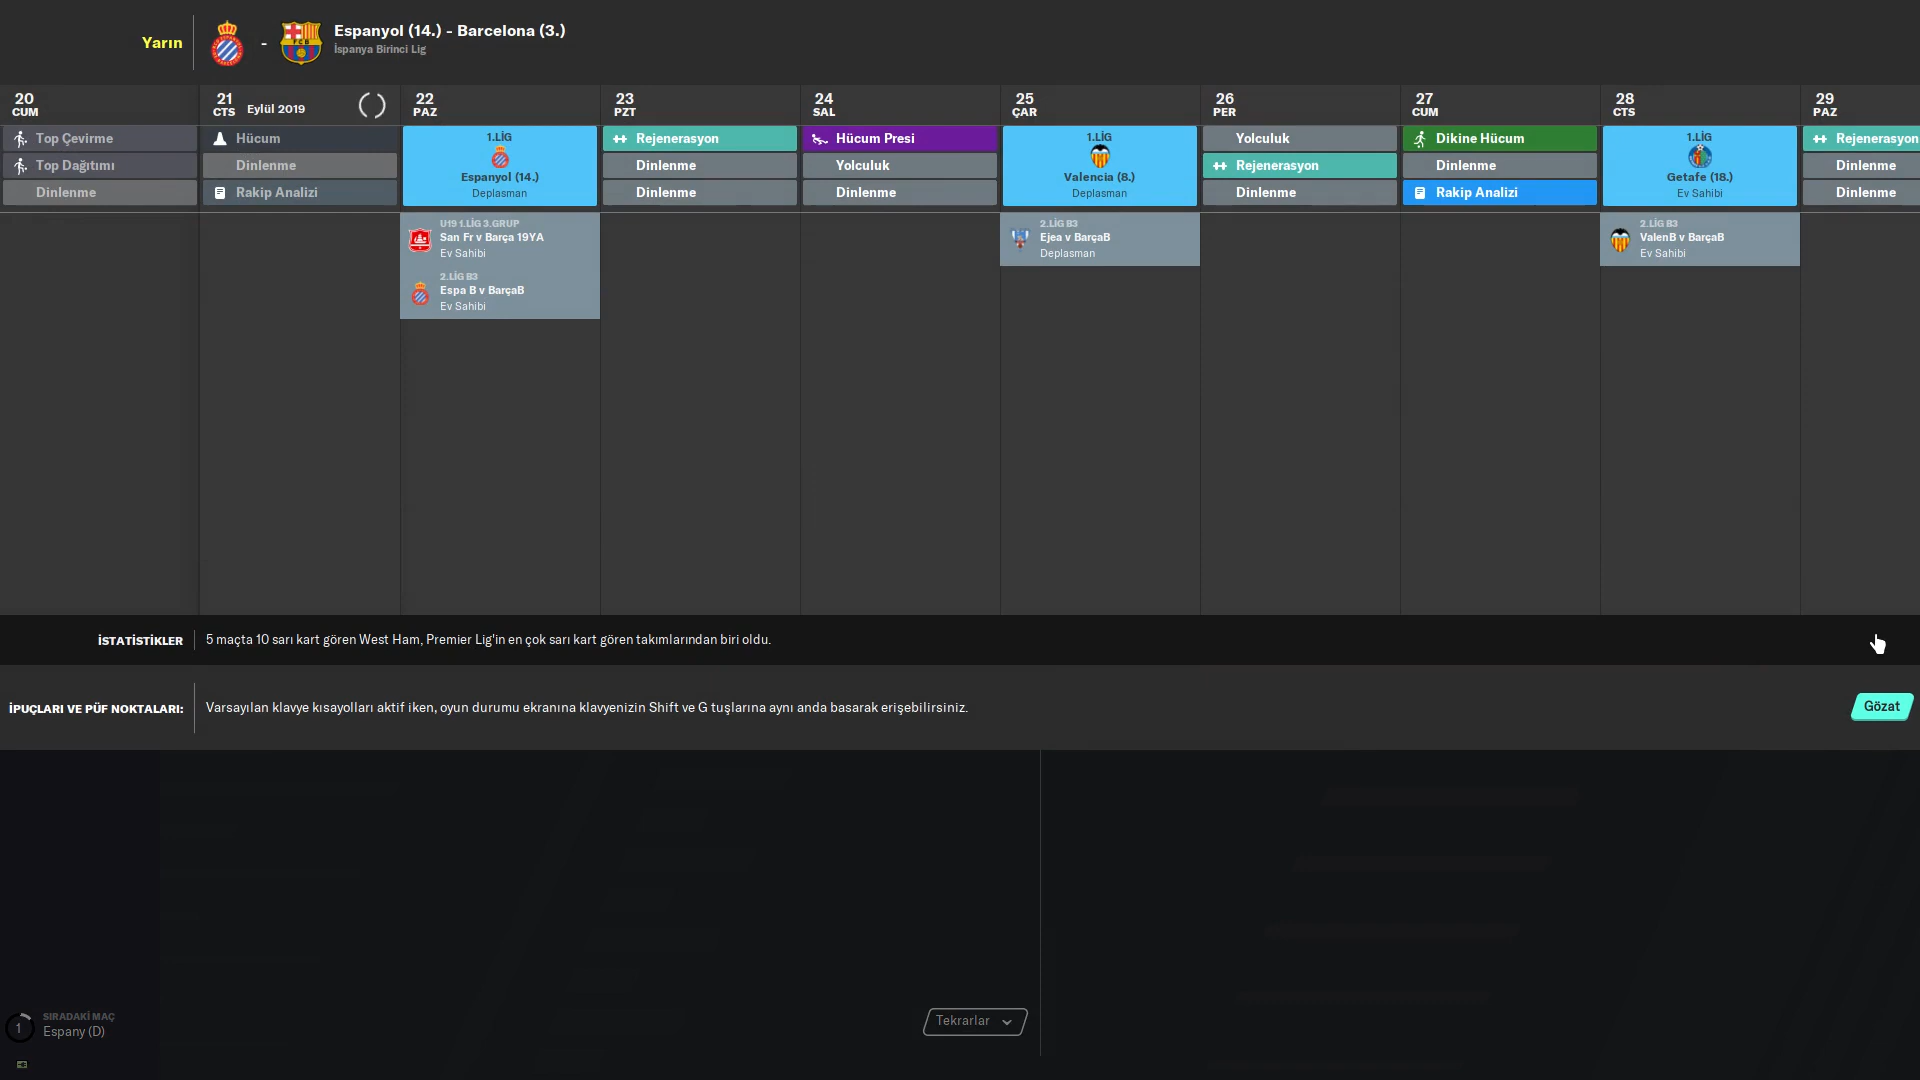 Yarın
-
Espanyol (14.) - Barcelona (3.)
İspanya Birinci Lig
20
CUM
21
CTS
Eylül 2019
22
PAZ
23
PZT
24
SAL
25
ÇAR
26
PER
27
CUM
28
CTS
29
PAZ
Top Çevirme
Top Dağıtımı
Dinlenme
Hücum
Dinlenme
Rakip Analizi
1.LİG
Espanyol (14.)
Deplasman
Rejenerasyon
Dinlenme
Dinlenme
Hücum Presi
Yolculuk
Dinlenme
1.LİG
Valencia (8.)
Deplasman
Yolculuk
Rejenerasyon
Dinlenme
Dikine Hücum
Dinlenme
Rakip Analizi
1.LİG
Getafe (18.)
Ev Sahibi
Rejenerasyon
Dinlenme
Dinlenme
U19 1.LİG 3.GRUP
San Fr v Barça 19YA
Ev Sahibi
2.LİG B3
Espa B v BarçaB
Ev Sahibi
2.LİG B3
Ejea v BarçaB
Deplasman
2.LİG B3
ValenB v BarçaB
Ev Sahibi
İSTATİSTİKLER
5 maçta 10 sarı kart gören West Ham, Premier Lig'in en çok sarı kart gören takımlarından biri oldu.
İPUÇLARI VE PÜF NOKTALARI:
Varsayılan klavye kısayolları aktif iken, oyun durumu ekranına klavyenizin Shift ve G tuşlarına aynı anda basarak erişebilirsiniz.
Gözat
1
SIRADAKİ MAÇ
Espany (D)
Tekrarlar